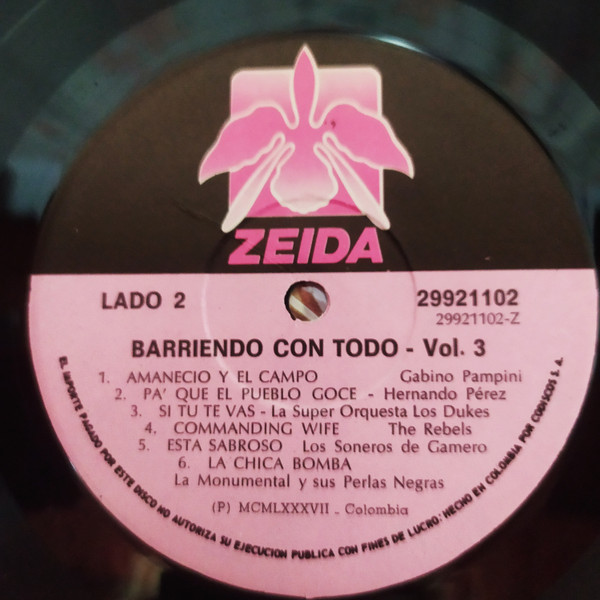 ZEIDA
LADO 2
29921102
29921102-Z
BARRIENDO CON TODO - Vol. 3
1. AMANECIO Y EL CAMPO Gabino Pampini
2. PA' QUE EL PUEBLO GOCE - Hernando Pérez
3. SI TU TE VAS - La Super Orquesta Los Dukes
4. COMMANDING WIFE The Rebels
5. ESTA SABROSO Los Soneros de Gamero
6. LA CHICA BOMBA
La Monumental y sus Perlas Negras
(P) MCMLXXXVII - Colombia
EL IMPORTE PAGADO POR ESTE DISCO NO AUTORIZA SU EJECUCION PUBLICA CON FINES DE LUCRO. HECHO EN COLOMBIA POR CODISCOS S. A.